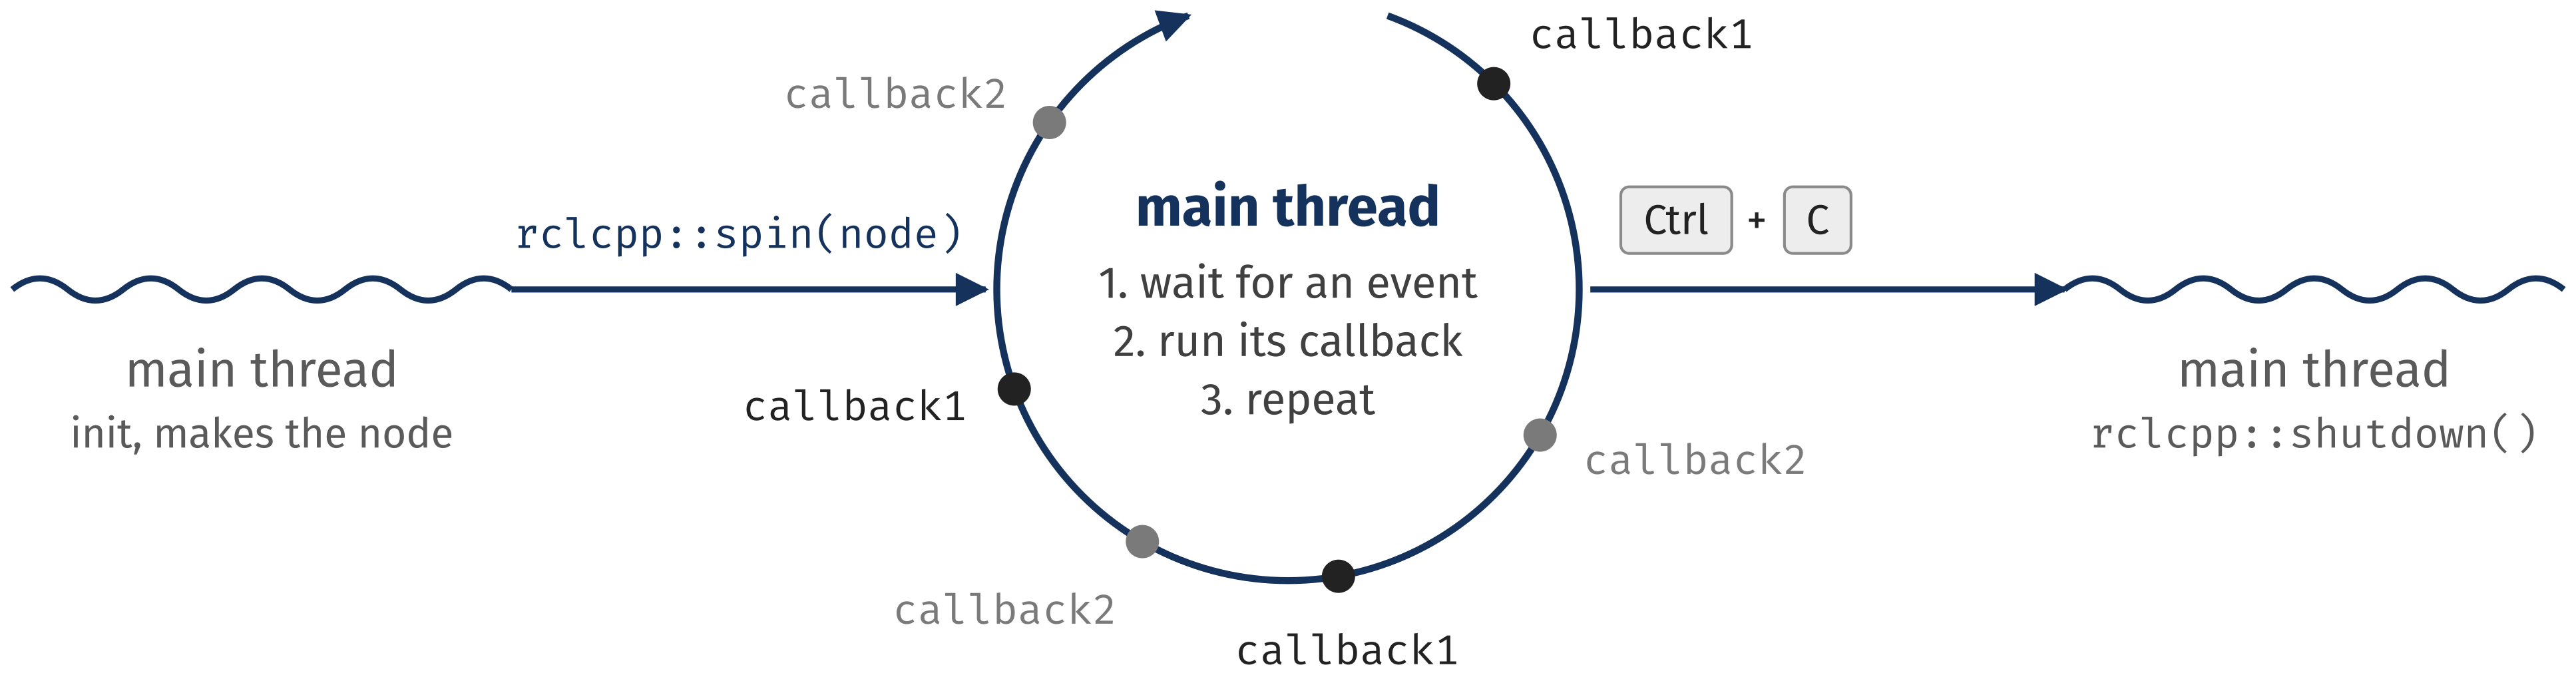 callback1
callback2
rclcpp::spin(node)
main thread
1. wait for an event
2. run its callback
3. repeat
Ctrl + C
main thread
init, makes the node
callback1
callback2
main thread
rclcpp::shutdown()
callback2
callback1